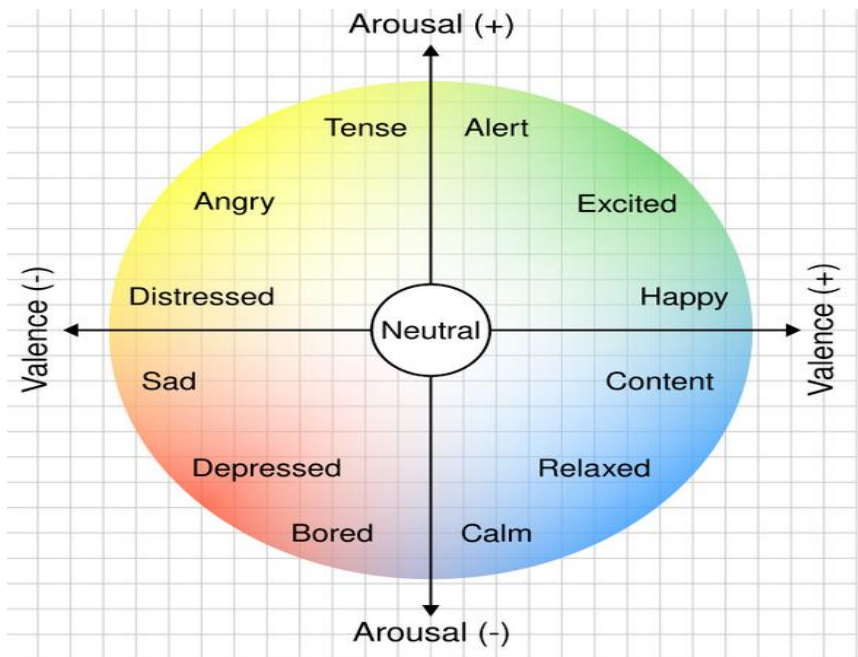 Arousal (+)
Tense
Alert
Angry
Excited
Valence (-)
Distressed
Happy
Valence (+)
Neutral
Sad
Content
Depressed
Relaxed
Bored
Calm
Arousal (-)